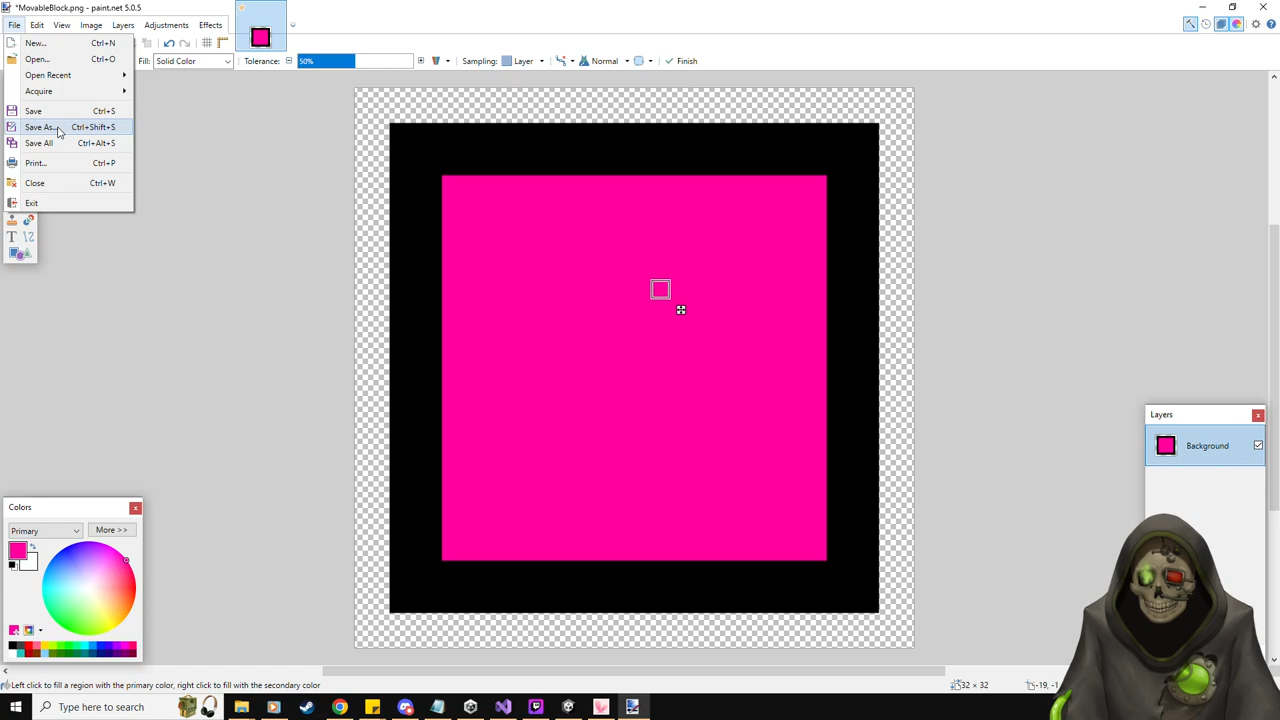 *MovableBlock.png - paint.net 5.0.5
File Edit View Image Layers Adjustments Effects
New... Ctrl+N
Open... Ctrl+O
Open Recent
Acquire
Save Ctrl+S
Save As... Ctrl+Shift+S
Save All Ctrl+Alt+S
Print... Ctrl+P
Close Ctrl+W
Exit
Fill: Solid Color Tolerance: 50% Sampling: Layer Normal Finish
Layers
Background
Colors
Primary More >>
Left click to fill a region with the primary color, right click to fill with the secondary color
32 × 32
-19, -1
Type here to search